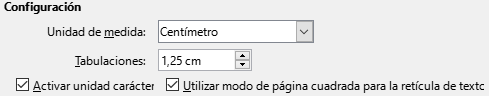 Configuración
Unidad de medida: Centímetro
Tabulaciones: 1,25 cm
Activar unidad carácter Utilizar modo de página cuadrada para la retícula de texto